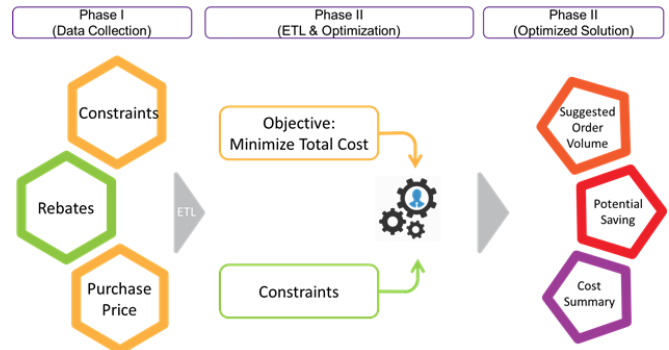 Phase I
(Data Collection)
Phase II
(ETL & Optimization)
Phase II
(Optimized Solution)
Constraints
Rebates
Purchase
Price
ETL
Objective:
Minimize Total Cost
Constraints
Suggested
Order
Volume
Potential
Saving
Cost
Summary